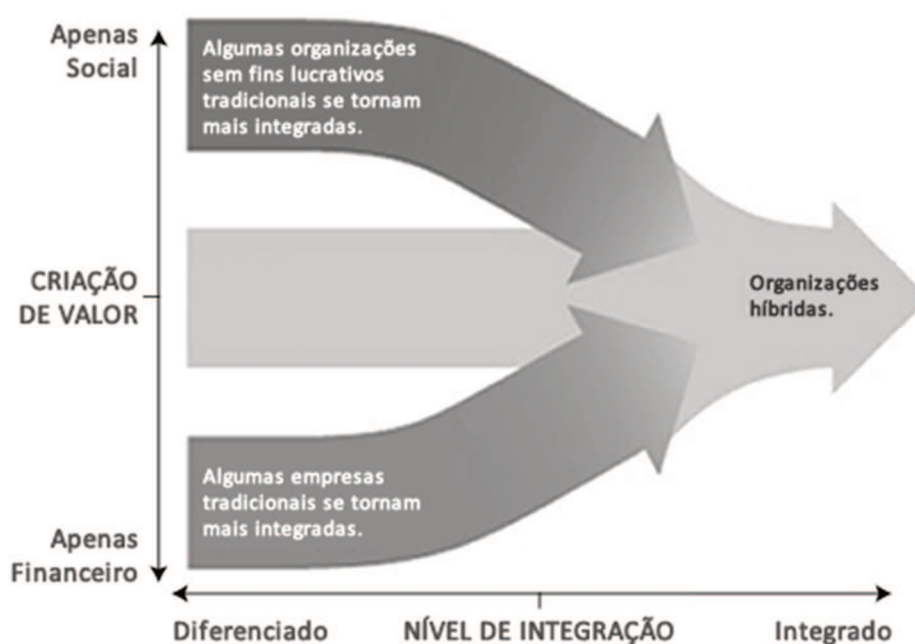 Apenas
Social
Algumas organizações
sem fins lucrativos
tradicionais se tornam
mais integradas.
CRIAÇÃO
DE VALOR
Organizações
híbridas.
Algumas empresas
tradicionais se tornam
mais integradas.
Apenas
Financeiro
Diferenciado
NÍVEL DE INTEGRAÇÃO
Integrado